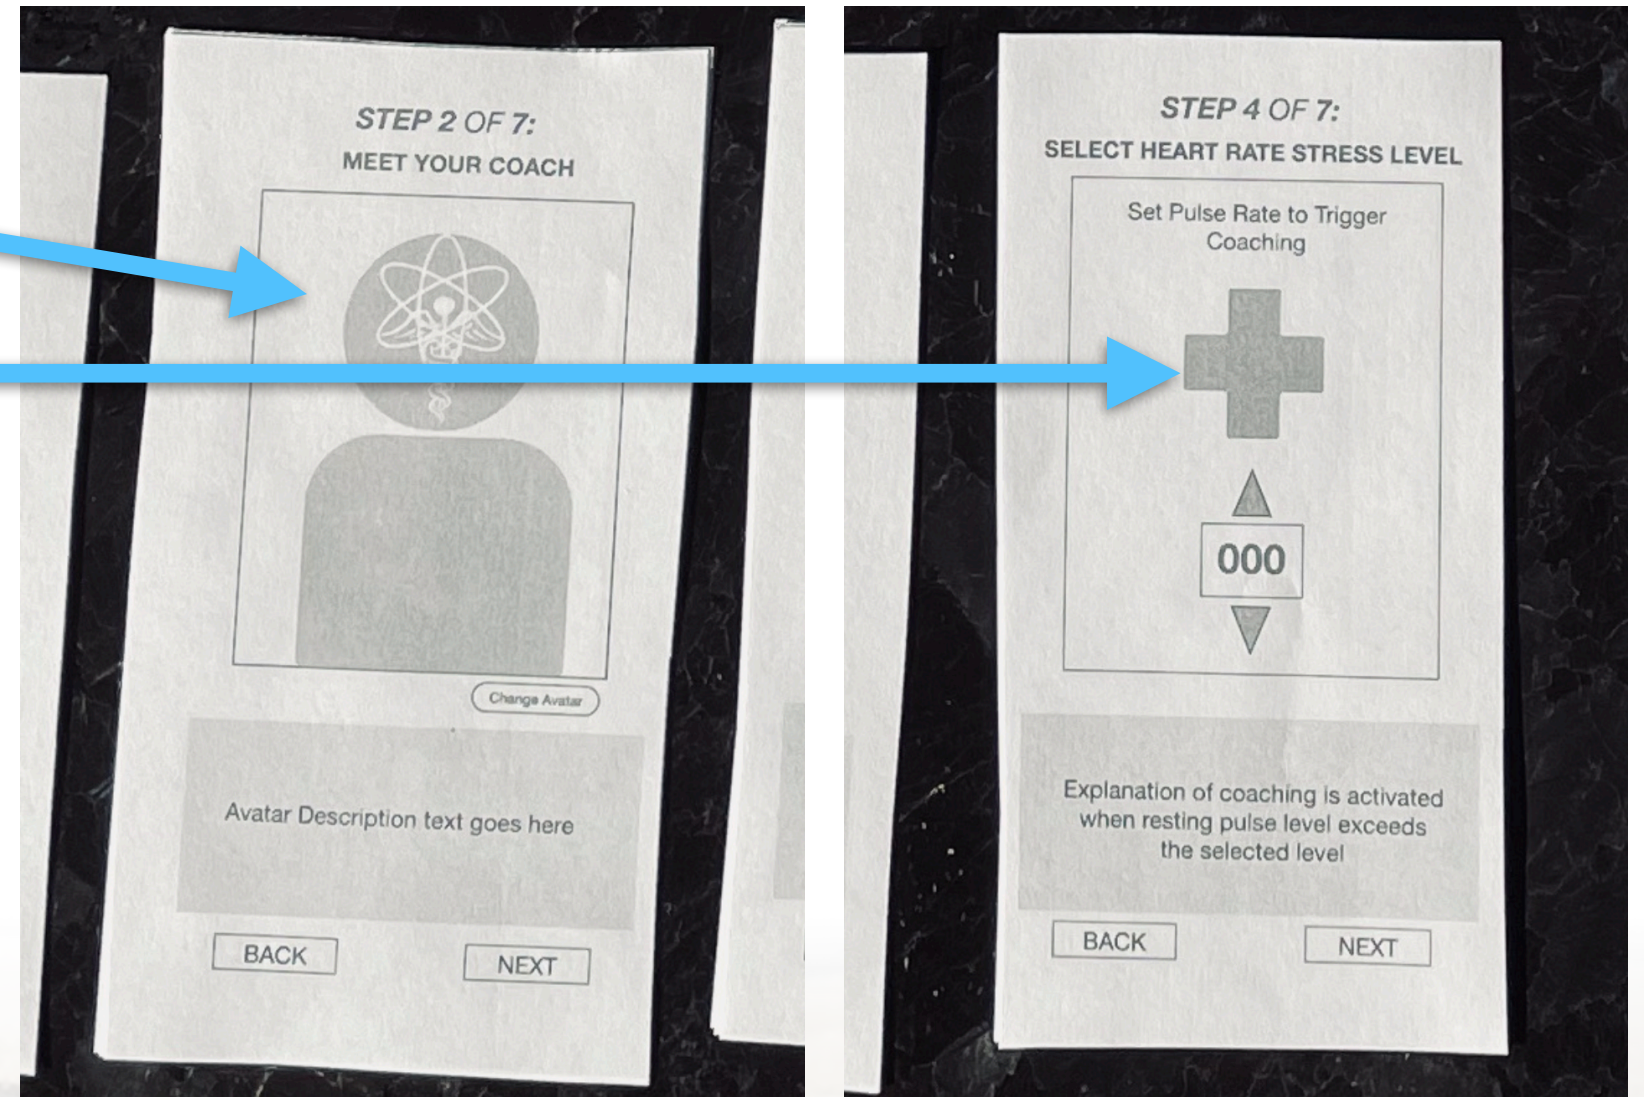 STEP 2 OF 7:
MEET YOUR COACH
Change Avatar
Avatar Description text goes here
BACK
NEXT
STEP 4 OF 7:
SELECT HEART RATE STRESS LEVEL
Set Pulse Rate to Trigger
Coaching
000
Explanation of coaching is activated
when resting pulse level exceeds
the selected level
BACK
NEXT